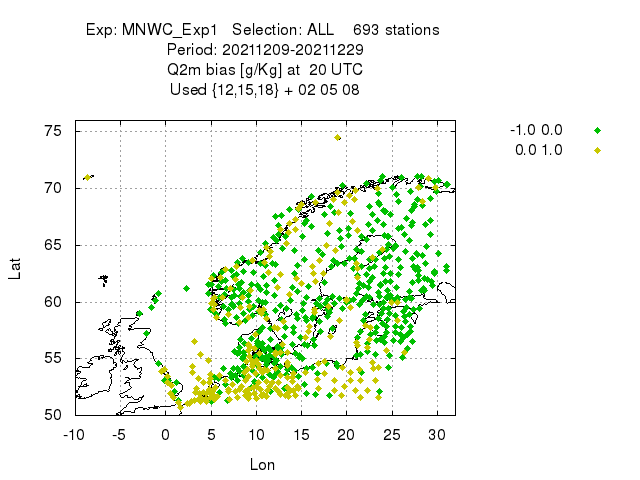 Exp: MNWC_Exp1   Selection: ALL    693 stations
Period: 20211209-20211229
Q2m bias [g/Kg] at  20 UTC
Used {12,15,18} + 02 05 08
-1.0 0.0
0.0 1.0
75
70
65
60
55
50
Lat
-10 -5 0 5 10 15 20 25 30
Lon